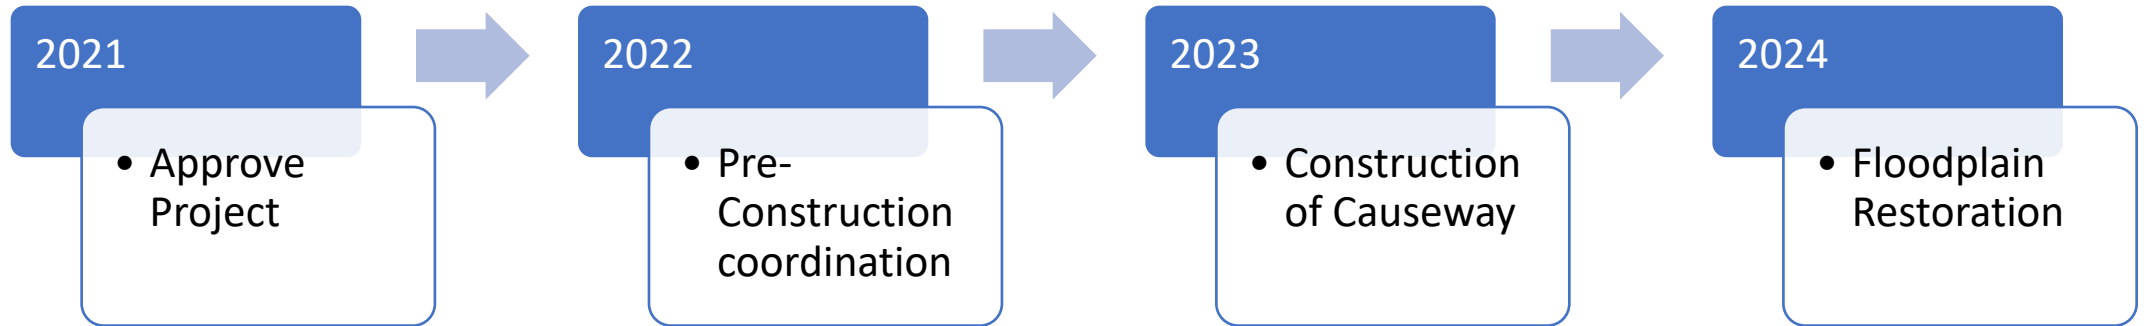 2021
• Approve
Project
2022
• Pre-
Construction
coordination
2023
• Construction
of Causeway
2024
• Floodplain
Restoration